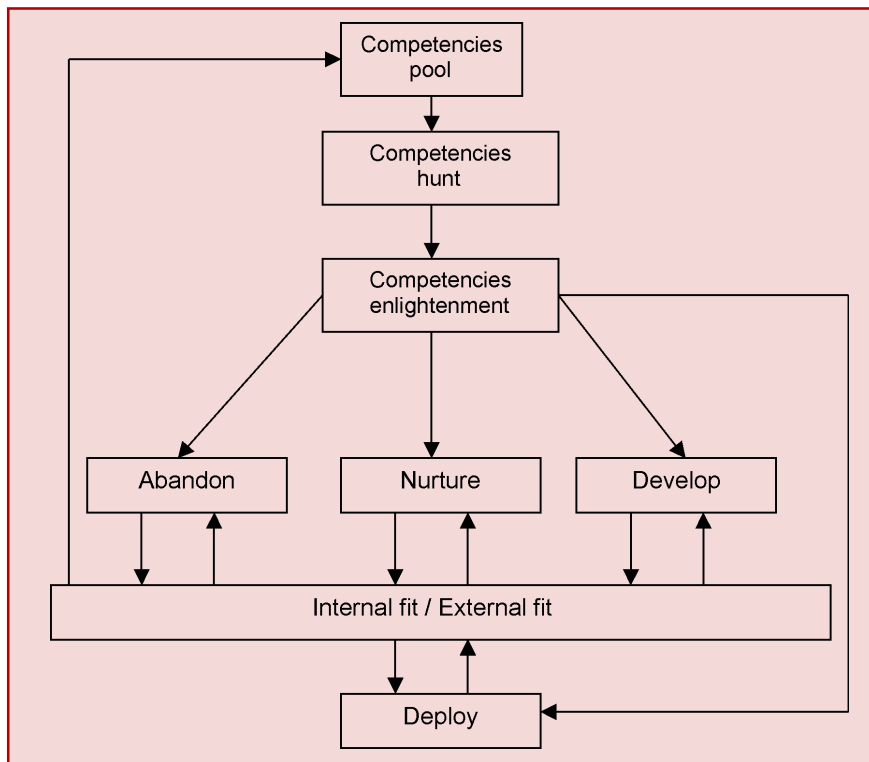 Competencies
pool
Competencies
hunt
Competencies
enlightenment
Abandon
Nurture
Develop
Internal fit / External fit
Deploy